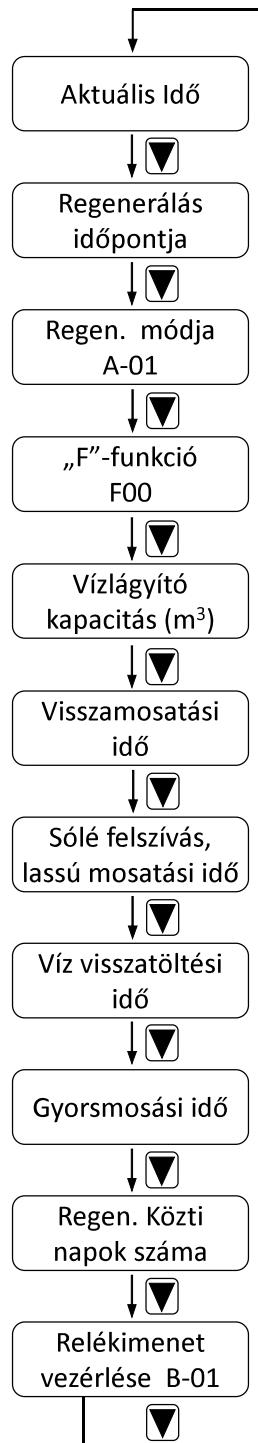 Aktuális Idő
Regenerálás
időpontja
Regen. módja
A-01
„F”-funkció
F00
Vízlágyító
kapacitás (m³)
Visszamosatási
idő
Sólé felszívás,
lassú mosatási idő
Víz visszatöltési
idő
Gyorsmosási idő
Regen. Közti
napok száma
Relékimenet
vezérlése B-01